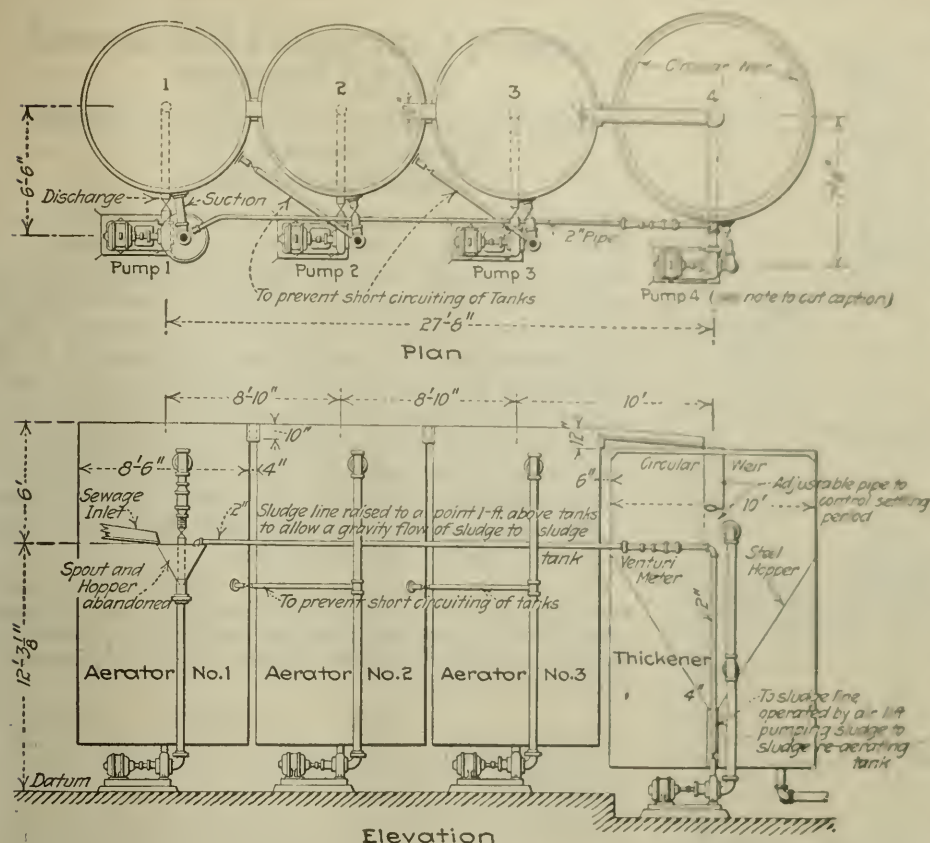 1
2
3
4
Circular Weir
6'-6"
Discharge
Suction
2" Pipe
Pump 1
Pump 2
Pump 3
Pump 4 ( note to cut caption)
To prevent short circuiting of Tanks
27'-6"
Plan
8'-10"
8'-10"
10'
10"
12"
6'
8'-6"
4"
6"
Circular Weir
Adjustable pipe to
control settling
period
10'
Sewage
Inlet
2"
Sludge line raised to a point 1-ft. above tanks
to allow a gravity flow of sludge to sludge
tank
Spout and
Hopper
abandoned
Venturi
Meter
Steel
Hopper
To prevent short circuiting of tanks
2"
12'-3 1/8"
Aerator No.1
Aerator No.2
Aerator No.3
Thickener
4"
To sludge line
operated by air lift
pumping sludge to
sludge re-aerating
tank
Datum
Elevation